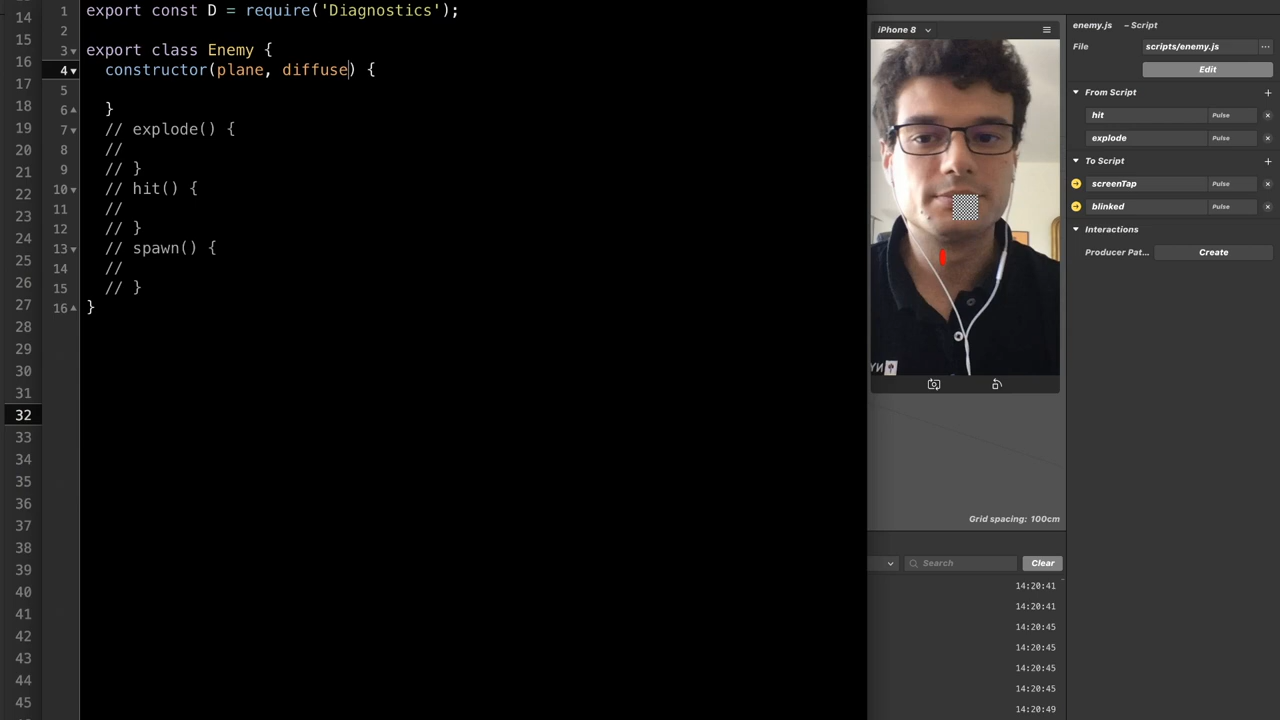 14
15
16
17
18
19
20
21
22
23
24
25
26
27
28
29
30
31
32
33
34
35
36
37
38
39
40
41
42
43
44
45
1 export const D = require('Diagnostics');
2
3 export class Enemy {
4 constructor(plane, diffuse) {
5
6 }
7 // explode() {
8 //
9 // }
10 // hit() {
11 //
12 // }
13 // spawn() {
14 //
15 // }
16 }
iPhone 8
Grid spacing: 100cm
Search
Clear
14:20:41
14:20:41
14:20:45
14:20:45
14:20:45
14:20:45
14:20:49
enemy.js – Script
File scripts/enemy.js ...
Edit
From Script +
hit Pulse
explode Pulse
To Script +
screenTap Pulse
blinked Pulse
Interactions
Producer Pat... Create